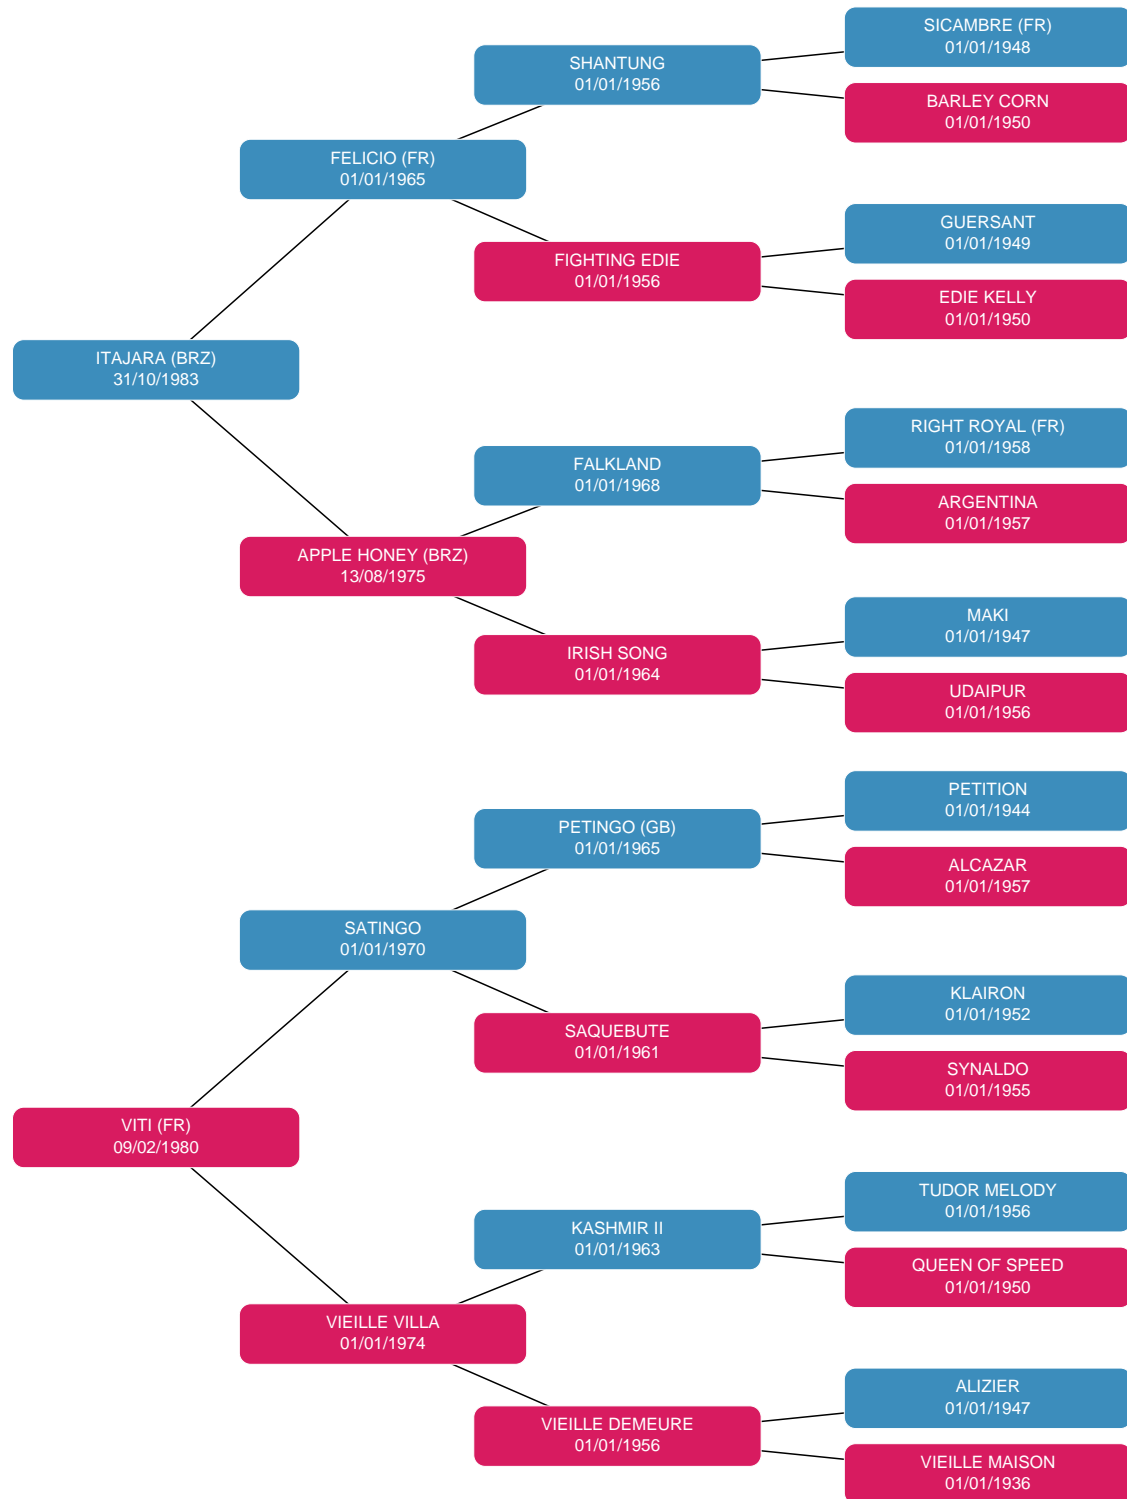 SICAMBRE (FR)
01/01/1948
SHANTUNG
01/01/1956
BARLEY CORN
01/01/1950
FELICIO (FR)
01/01/1965
GUERSANT
01/01/1949
FIGHTING EDIE
01/01/1956
EDIE KELLY
01/01/1950
ITAJARA (BRZ)
31/10/1983
RIGHT ROYAL (FR)
01/01/1958
FALKLAND
01/01/1968
ARGENTINA
01/01/1957
APPLE HONEY (BRZ)
13/08/1975
MAKI
01/01/1947
IRISH SONG
01/01/1964
UDAIPUR
01/01/1956
PETITION
01/01/1944
PETINGO (GB)
01/01/1965
ALCAZAR
01/01/1957
SATINGO
01/01/1970
KLAIRON
01/01/1952
SAQUEBUTE
01/01/1961
SYNALDO
01/01/1955
VITI (FR)
09/02/1980
TUDOR MELODY
01/01/1956
KASHMIR II
01/01/1963
QUEEN OF SPEED
01/01/1950
VIEILLE VILLA
01/01/1974
ALIZIER
01/01/1947
VIEILLE DEMEURE
01/01/1956
VIEILLE MAISON
01/01/1936